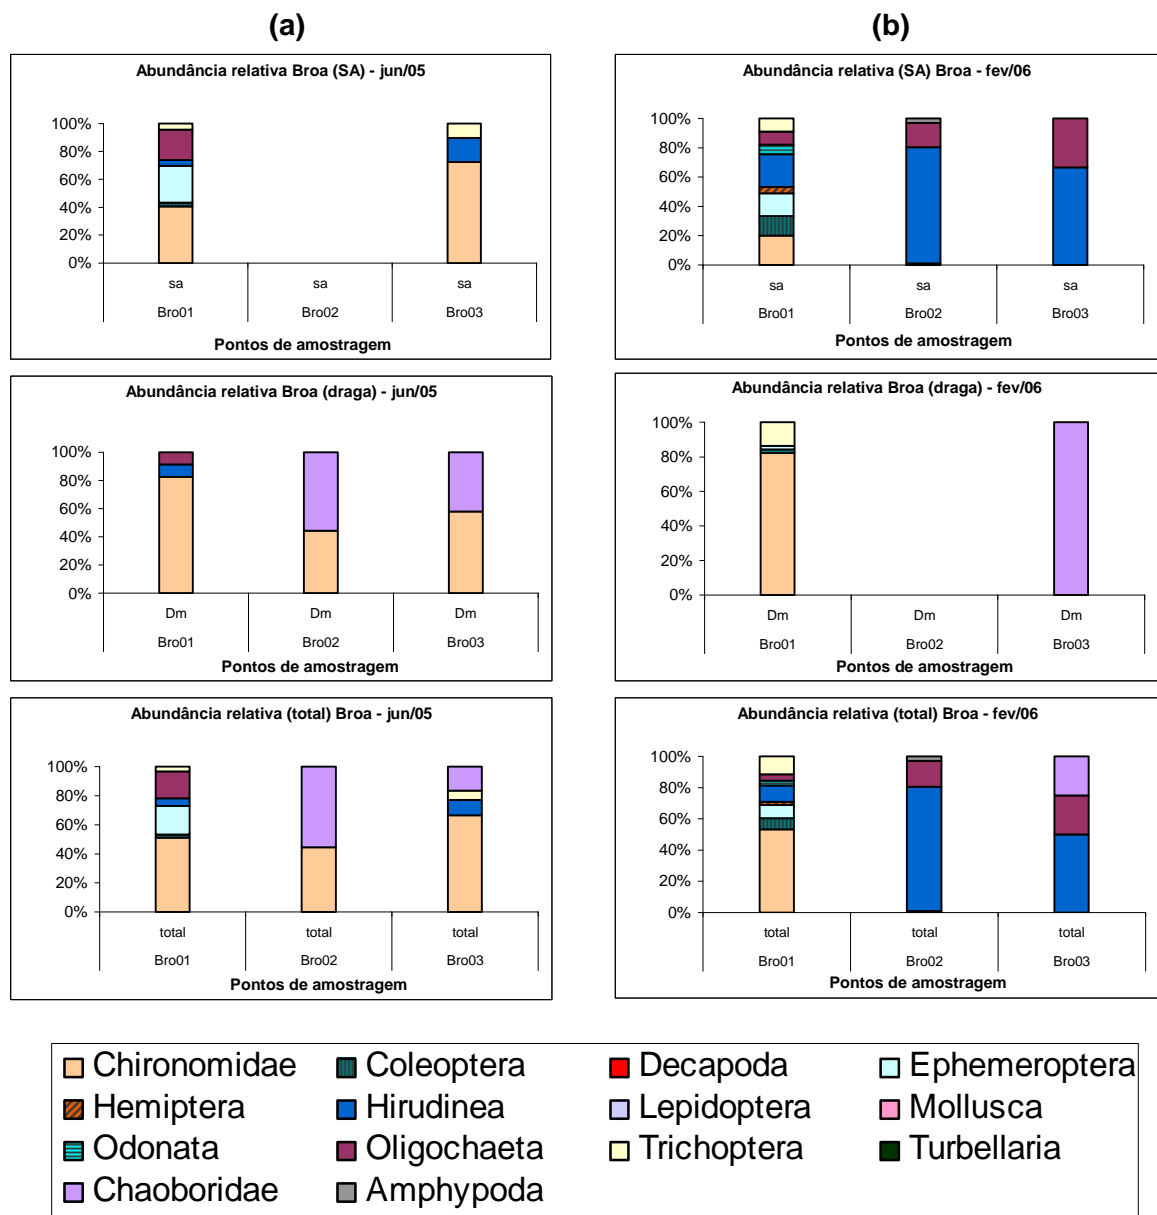 (a)
(b)
Abundância relativa Broa (SA) - jun/05
100%
80%
60%
40%
20%
0%
sa sa sa
Bro01 Bro02 Bro03
Pontos de amostragem
Abundância relativa (SA) Broa - fev/06
100%
80%
60%
40%
20%
0%
sa sa sa
Bro01 Bro02 Bro03
Pontos de amostragem
Abundância relativa Broa (draga) - jun/05
100%
80%
60%
40%
20%
0%
Dm Dm Dm
Bro01 Bro02 Bro03
Pontos de amostragem
Abundância relativa Broa (draga) - fev/06
100%
80%
60%
40%
20%
0%
Dm Dm Dm
Bro01 Bro02 Bro03
Pontos de amostragem
Abundância relativa (total) Broa - jun/05
100%
80%
60%
40%
20%
0%
total total total
Bro01 Bro02 Bro03
Pontos de amostragem
Abundância relativa (total) Broa - fev/06
100%
80%
60%
40%
20%
0%
total total total
Bro01 Bro02 Bro03
Pontos de amostragem
Chironomidae Coleoptera Decapoda Ephemeroptera
Hemiptera Hirudinea Lepidoptera Mollusca
Odonata Oligochaeta Trichoptera Turbellaria
Chaoboridae Amphypoda